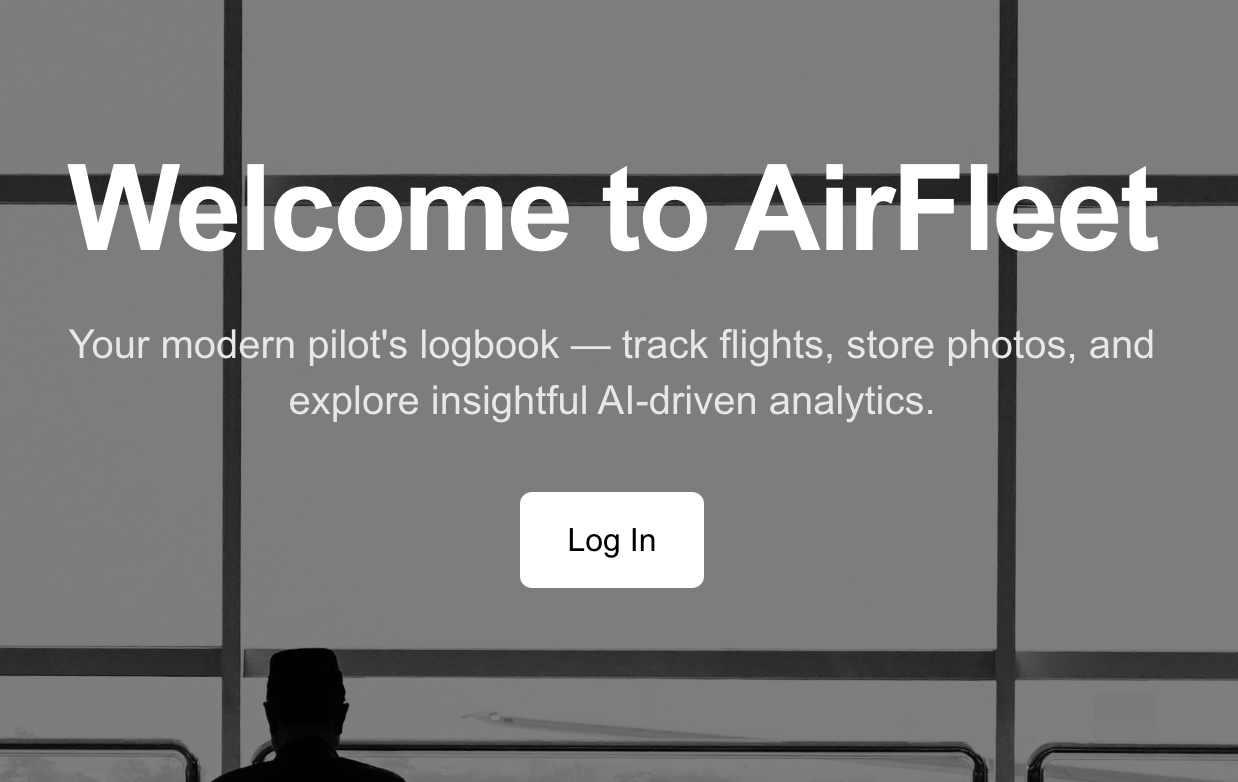 Welcome to AirFleet
Your modern pilot's logbook — track flights, store photos, and
explore insightful AI-driven analytics.
Log In